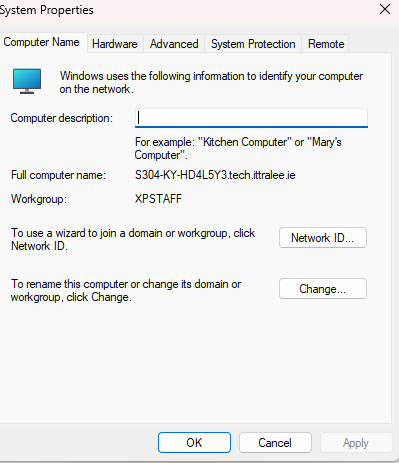 System Properties
Computer Name
Hardware
Advanced
System Protection
Remote
Windows uses the following information to identify your computer
on the network.
Computer description:
For example: "Kitchen Computer" or "Mary's
Computer".
Full computer name: S304-KY-HD4L5Y3.tech.ittralee.ie
Workgroup: XPSTAFF
To use a wizard to join a domain or workgroup, click
Network ID.
Network ID...
To rename this computer or change its domain or
workgroup, click Change.
Change...
OK
Cancel
Apply